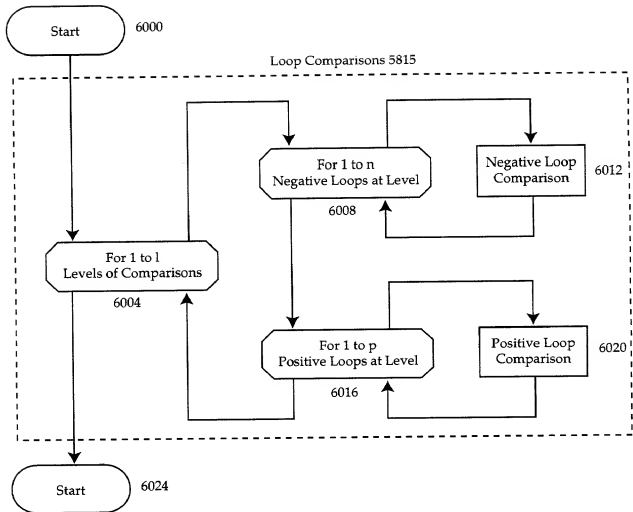 Start
6000
Loop Comparisons 5815
For 1 to n
Negative Loops at Level
6008
Negative Loop
Comparison
6012
For 1 to l
Levels of Comparisons
6004
For 1 to p
Positive Loops at Level
6016
Positive Loop
Comparison
6020
Start
6024